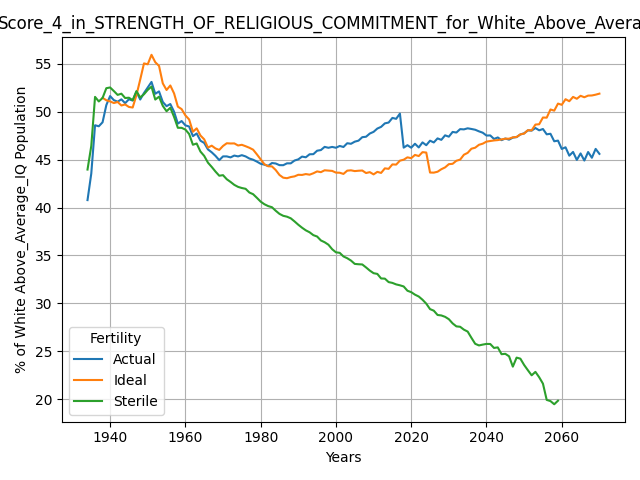 Score_4_in_STRENGTH_OF_RELIGIOUS_COMMITMENT_for_White_Above_Avera
% of White Above_Average_IQ Population
55
50
45
40
35
30
25
20
Fertility
Actual
Ideal
Sterile
1940 1960 1980 2000 2020 2040 2060
Years